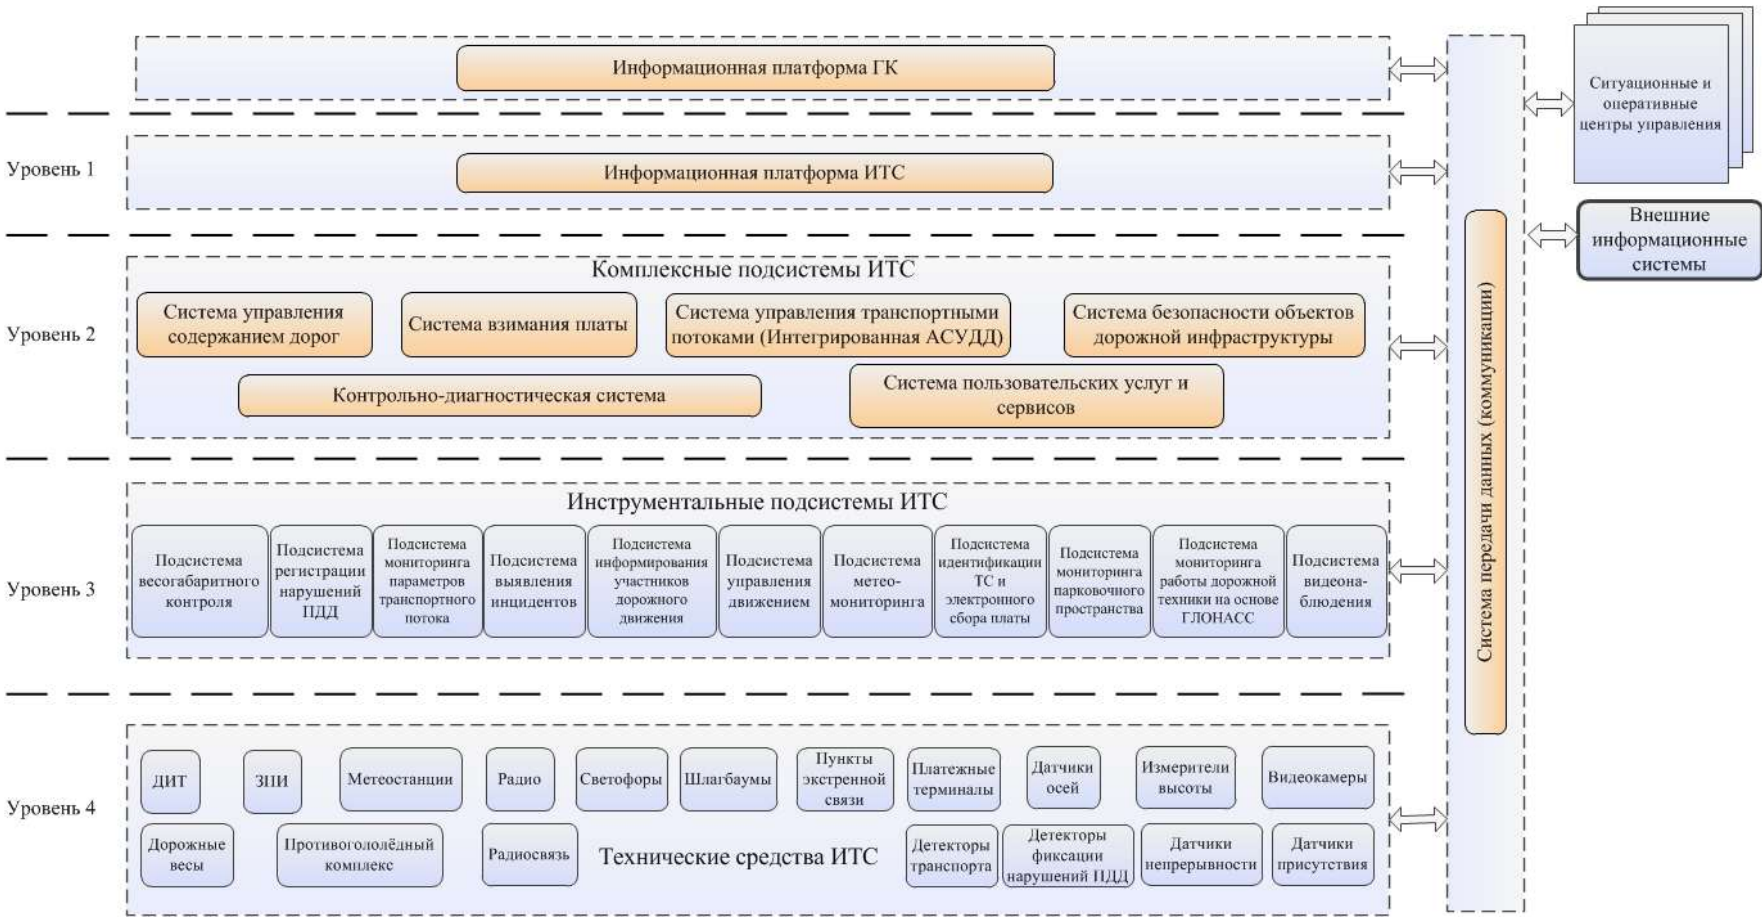 Информационная платформа ГК
Ситуационные и
оперативные
центры управления
Уровень 1
Информационная платформа ИТС
Внешние
информационные
системы
Уровень 2
Комплексные подсистемы ИТС
Система управления
содержанием дорог
Система взимания платы
Система управления транспортными
потоками (Интегрированная АСУДД)
Система безопасности объектов
дорожной инфраструктуры
Контрольно-диагностическая система
Система пользовательских услуг и
сервисов
Система передачи данных (коммуникации)
Уровень 3
Инструментальные подсистемы ИТС
Подсистема
весогабаритного
контроля
Подсистема
регистрации
нарушений
ПДД
Подсистема
мониторинга
параметров
транспортного
потока
Подсистема
выявления
инцидентов
Подсистема
информирования
участников
дорожного
движения
Подсистема
управления
движением
Подсистема
метео-
мониторинга
Подсистема
идентификации
ТС и
электронного
сбора платы
Подсистема
мониторинга
парковочного
пространства
Подсистема
мониторинга
работы дорожной
техники на основе
ГЛОНАСС
Подсистема
видеона-
блюдения
Уровень 4
ДИТ
ЗПИ
Метеостанции
Радио
Светофоры
Шлагбаумы
Пункты
экстренной
связи
Платежные
терминалы
Датчики
осей
Измерители
высоты
Видеокамеры
Дорожные
весы
Противогололёдный
комплекс
Радиосвязь
Технические средства ИТС
Детекторы
транспорта
Детекторы
фиксации
нарушений ПДД
Датчики
непрерывности
Датчики
присутствия